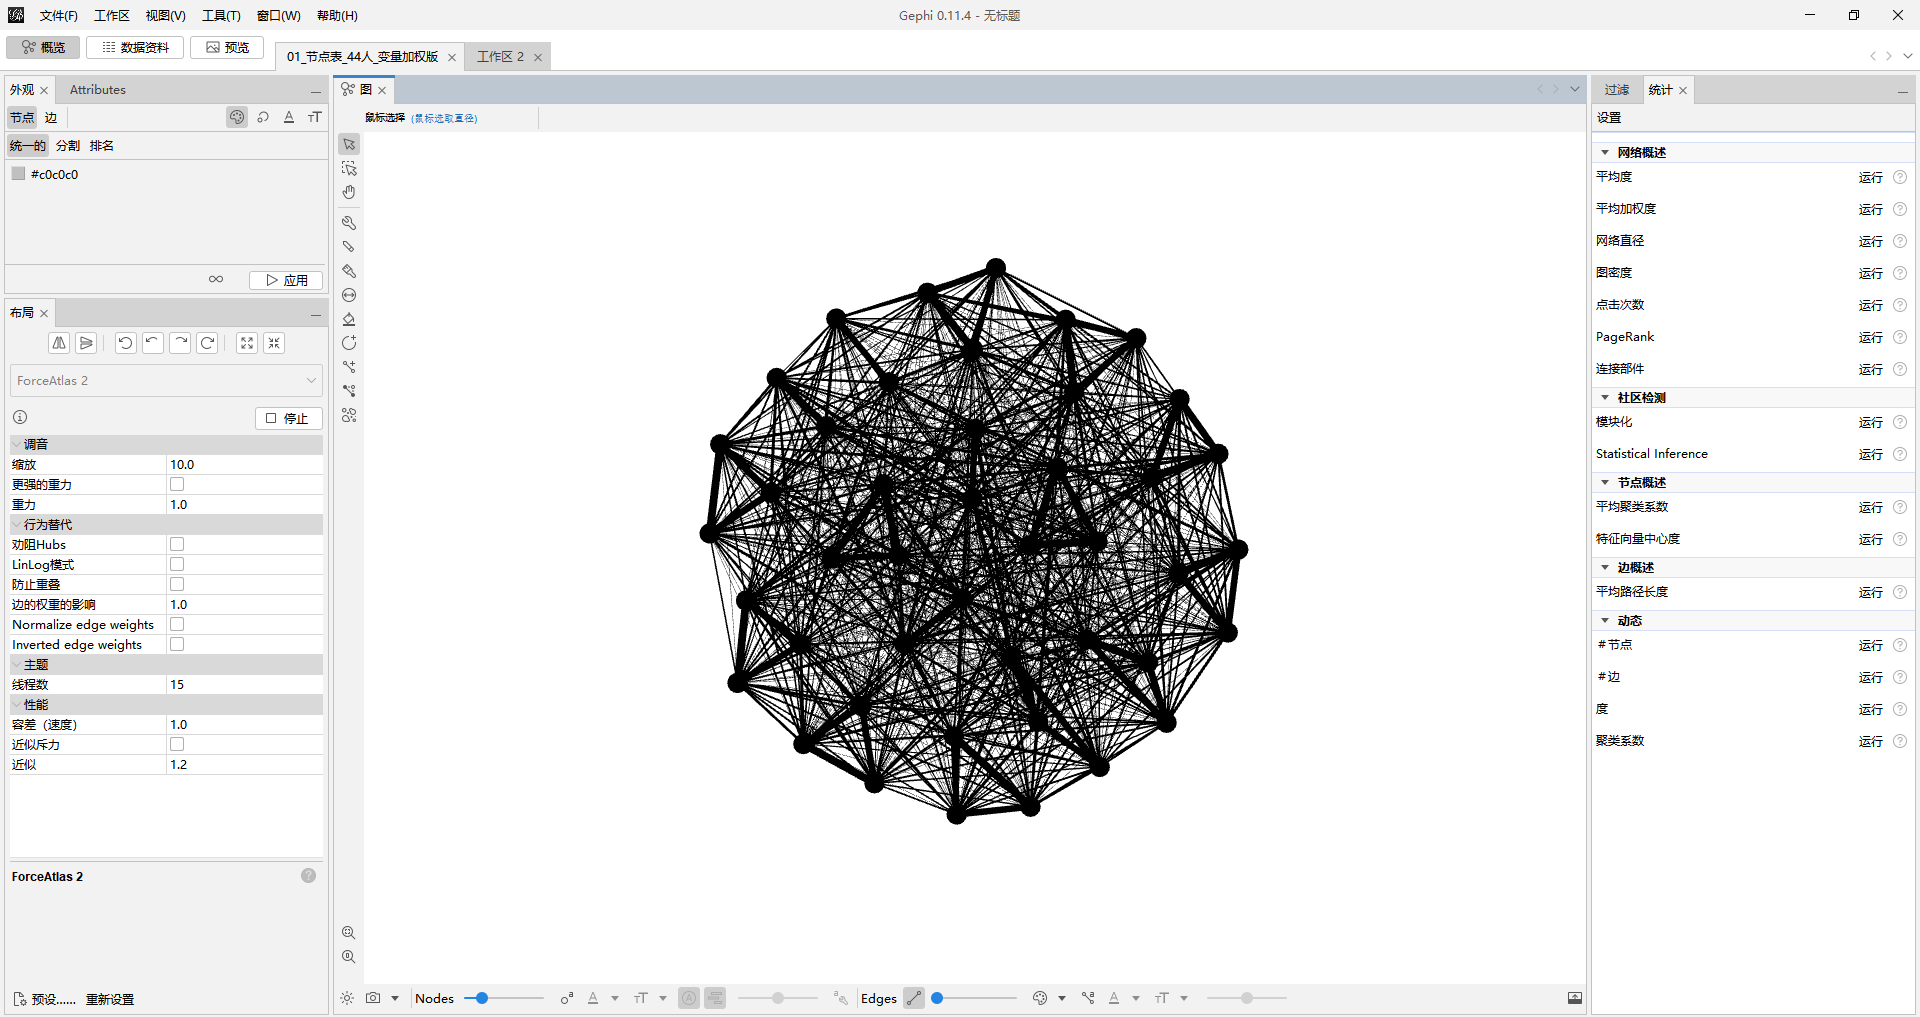 文件(F) 工作区 视图(V) 工具(T) 窗口(W) 帮助(H)
Gephi 0.11.4 - 无标题
概览 数据资料 预览
01_节点表_44人_变量加权版 工作区 2
外观 Attributes
节点 边
统一的 分割 排名
#c0c0c0
应用
布局
ForceAtlas 2
停止
调音
缩放 10.0
更强的重力
重力 1.0
行为替代
劝阻Hubs
LinLog模式
防止重叠
边的权重的影响 1.0
Normalize edge weights
Inverted edge weights
主题
线程数 15
性能
容差（速度） 1.0
近似斥力
近似 1.2
ForceAtlas 2
预设...... 重新设置
图
鼠标选择 (鼠标选取直径)
Nodes
Edges
过滤 统计
设置
网络概述
平均度 运行
平均加权度 运行
网络直径 运行
图密度 运行
点击次数 运行
PageRank 运行
连接部件 运行
社区检测
模块化 运行
Statistical Inference 运行
节点概述
平均聚类系数 运行
特征向量中心度 运行
边概述
平均路径长度 运行
动态
#节点 运行
#边 运行
度 运行
聚类系数 运行